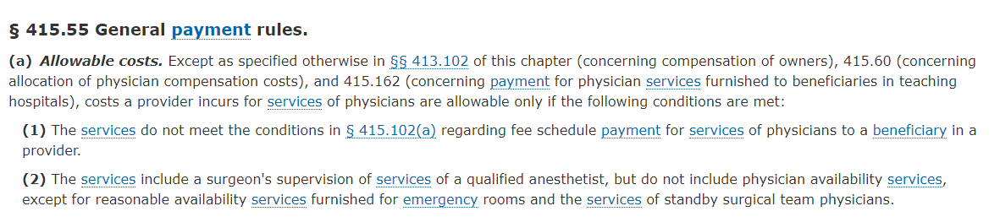 § 415.55 General payment rules.
(a) Allowable costs. Except as specified otherwise in §§ 413.102 of this chapter (concerning compensation of owners), 415.60 (concerning
allocation of physician compensation costs), and 415.162 (concerning payment for physician services furnished to beneficiaries in teaching
hospitals), costs a provider incurs for services of physicians are allowable only if the following conditions are met:
(1) The services do not meet the conditions in § 415.102(a) regarding fee schedule payment for services of physicians to a beneficiary in a
provider.
(2) The services include a surgeon's supervision of services of a qualified anesthetist, but do not include physician availability services,
except for reasonable availability services furnished for emergency rooms and the services of standby surgical team physicians.